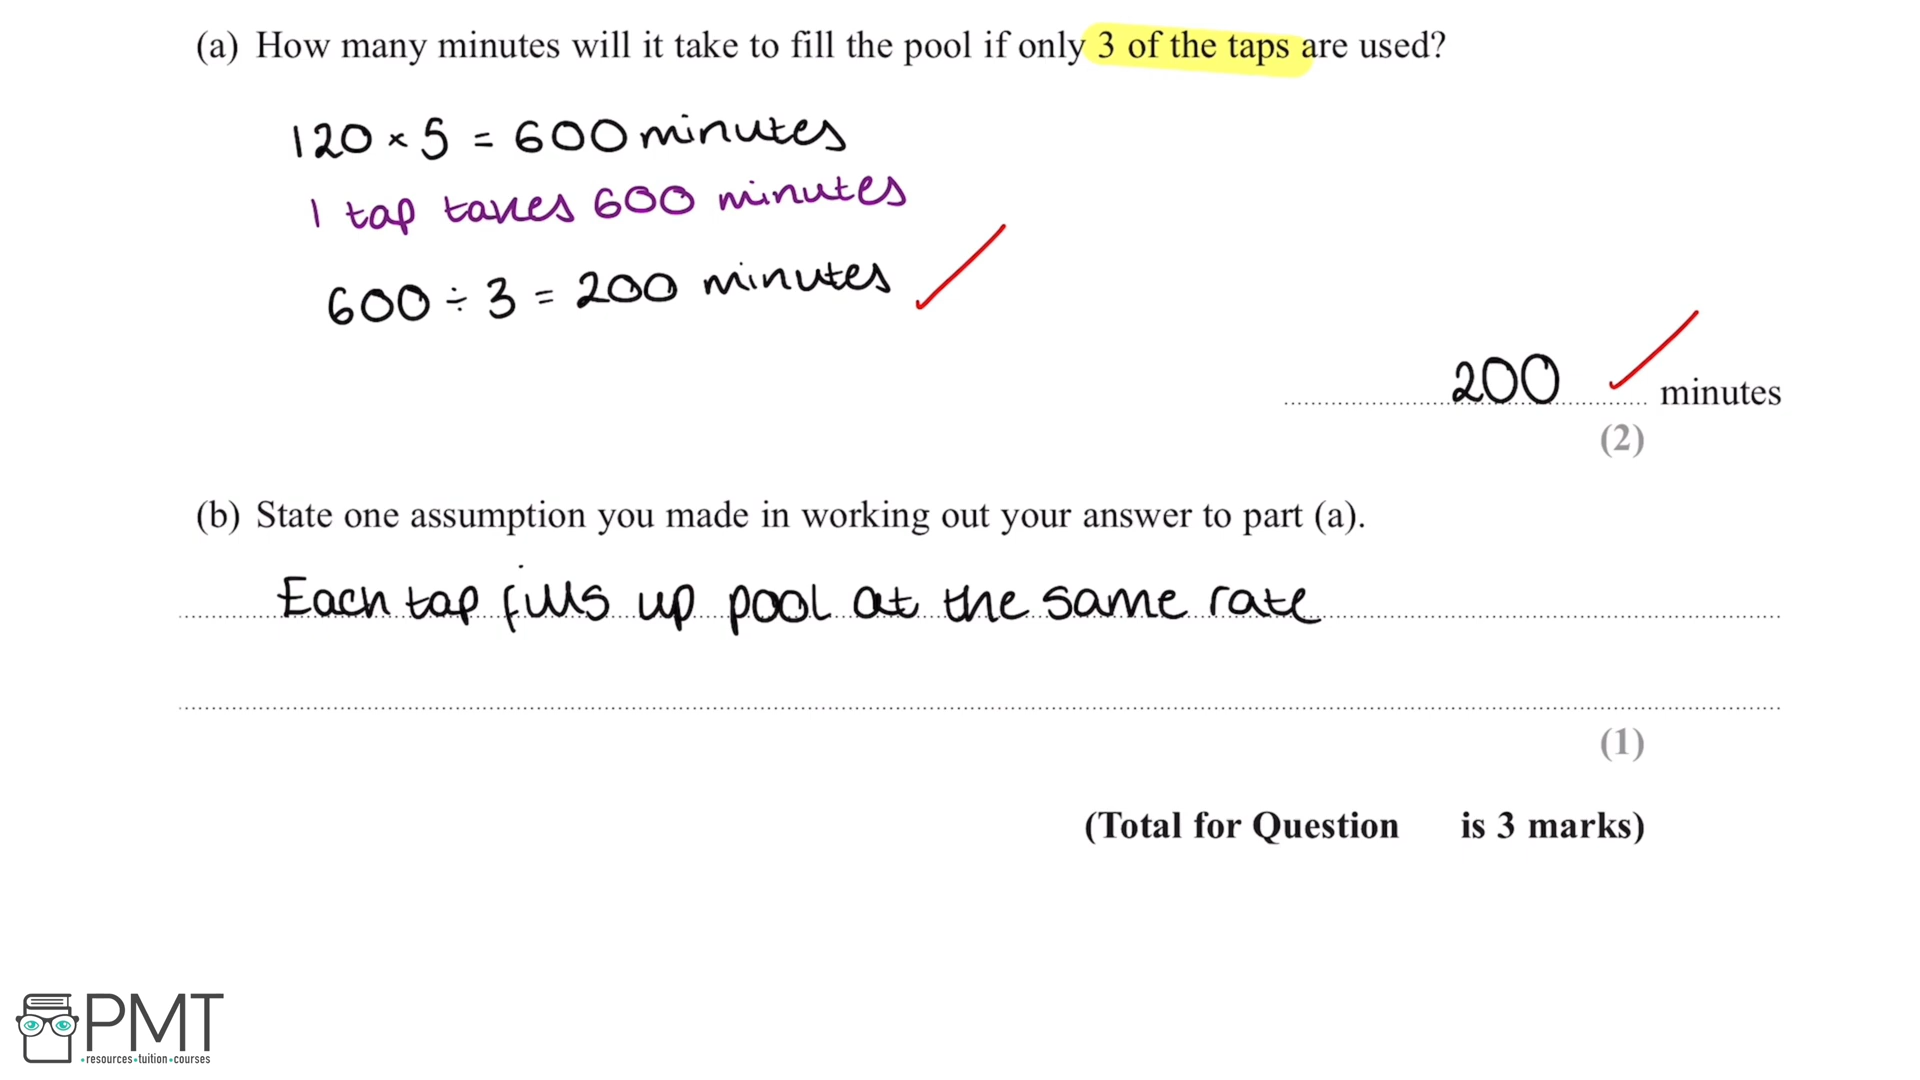 (a) How many minutes will it take to fill the pool if only 3 of the taps are used?
120 × 5 = 600 minutes
1 tap takes 600 minutes
600 ÷ 3 = 200 minutes
200 minutes
(2)
(b) State one assumption you made in working out your answer to part (a).
Each tap fills up pool at the same rate
(1)
(Total for Question is 3 marks)
PMT
•resources•tuition•courses